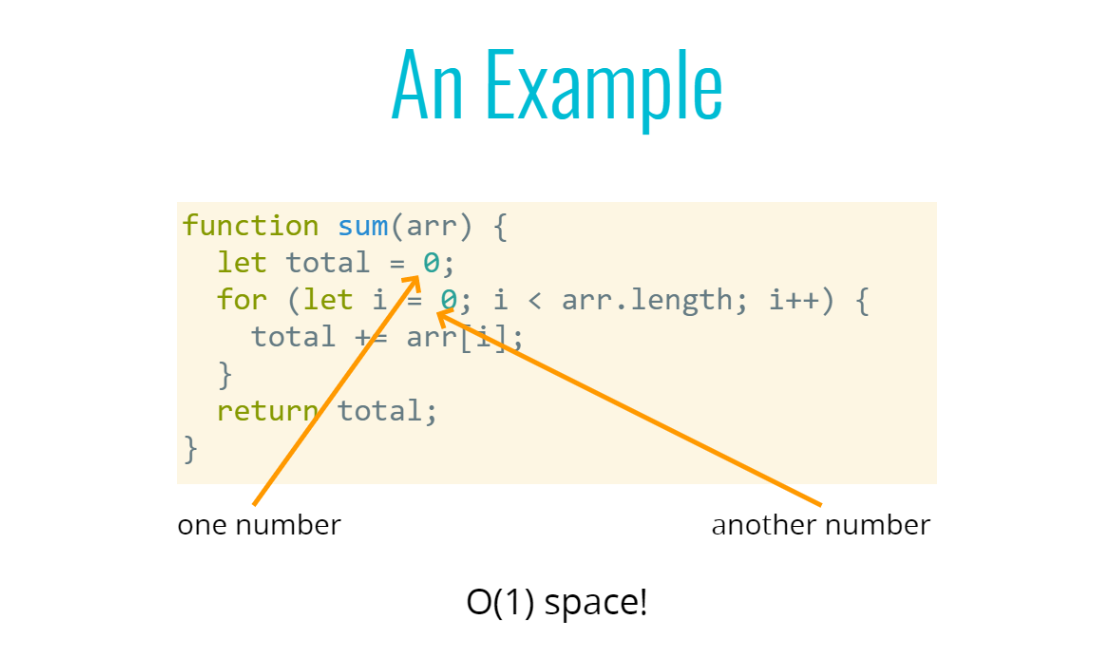 An Example
function sum(arr) {
  let total = 0;
  for (let i = 0; i < arr.length; i++) {
    total += arr[i];
  }
  return total;
}
one number another number
O(1) space!